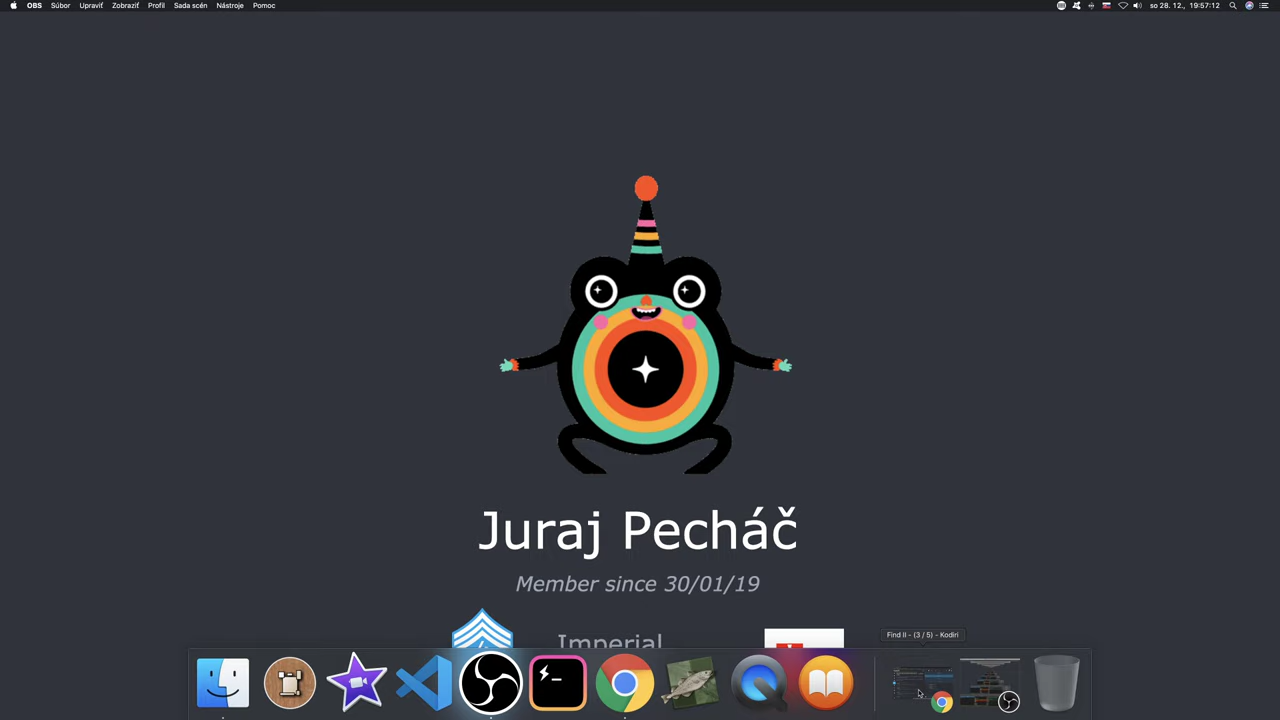 OBS Súbor Upraviť Zobraziť Profil Sada scén Nástroje Pomoc so 28. 12., 19:57:12
Juraj Pecháč
Member since 30/01/19
Imperial
Find II - (3 / 5) - Kodiri